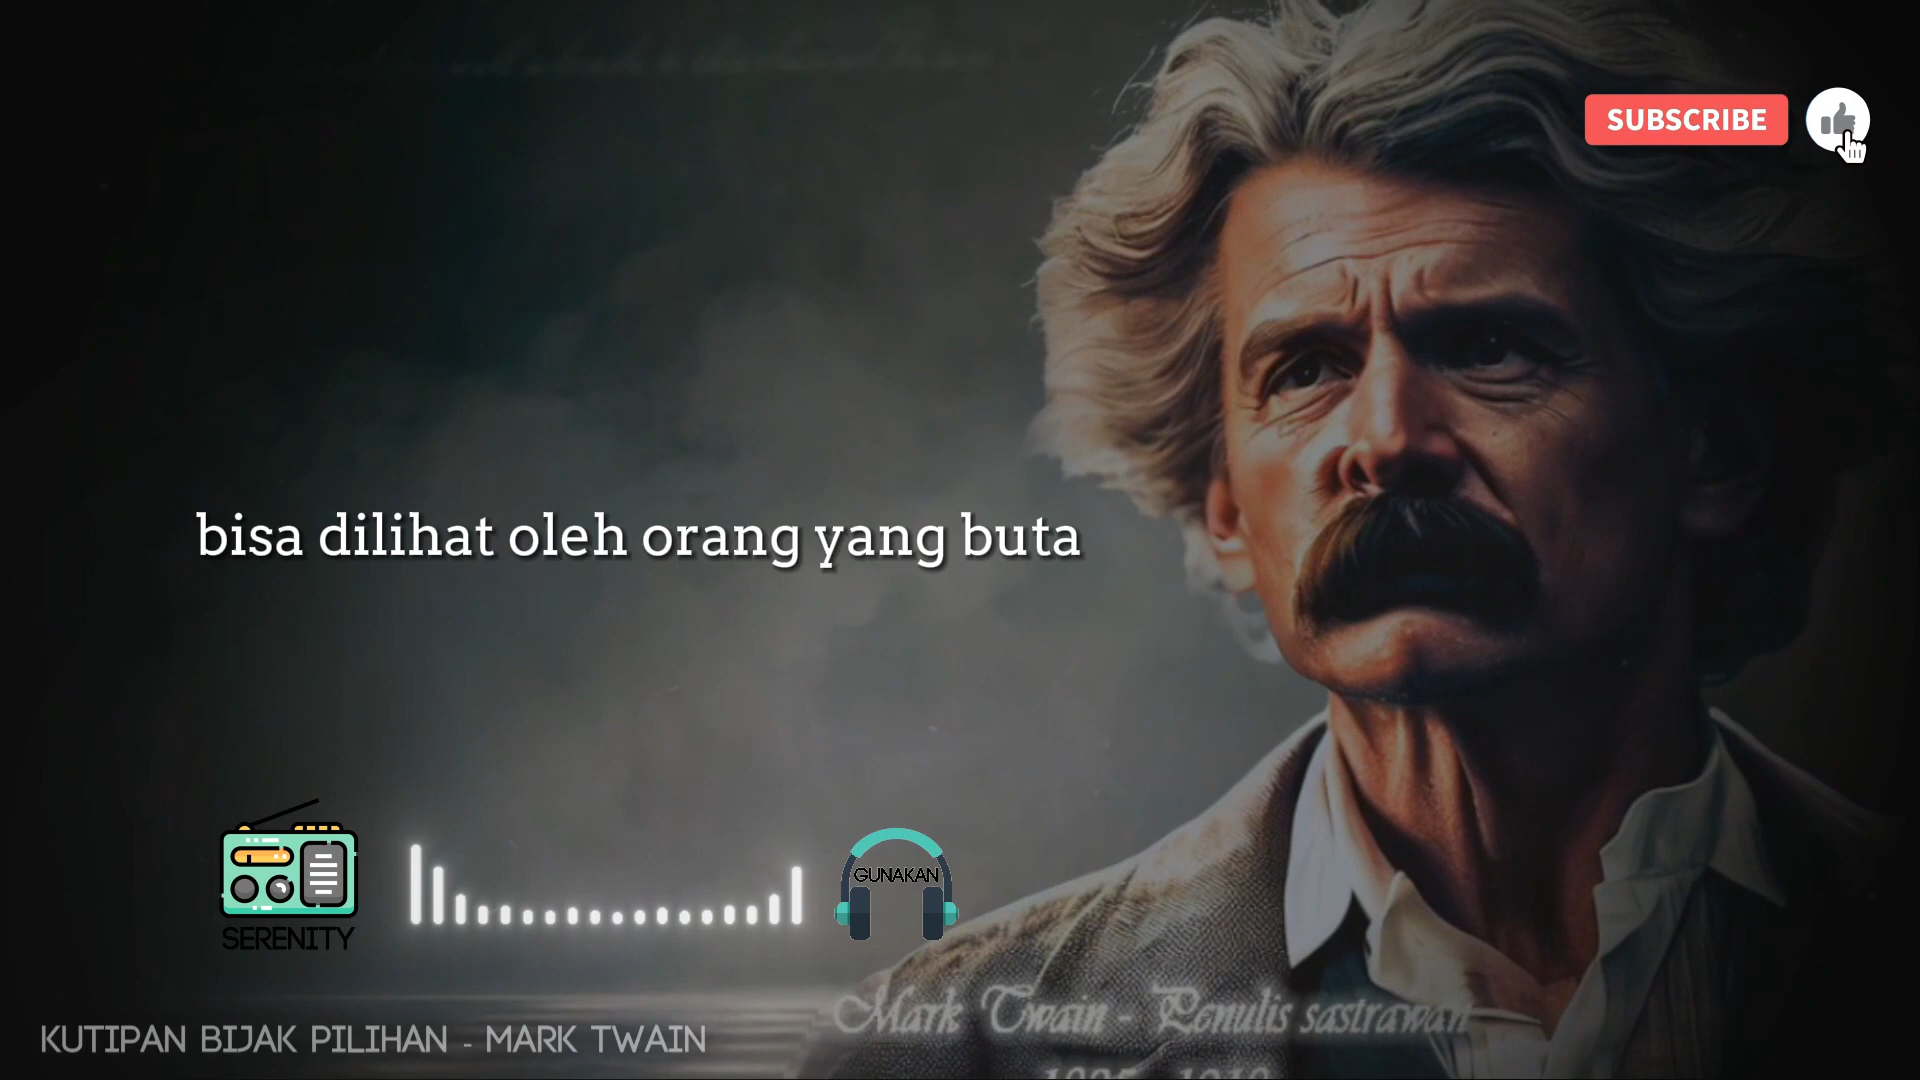 SUBSCRIBE
bisa dilihat oleh orang yang buta
GUNAKAN
SERENITY
Mark Twain - Penulis sastrawan
KUTIPAN BIJAK PILIHAN - MARK TWAIN